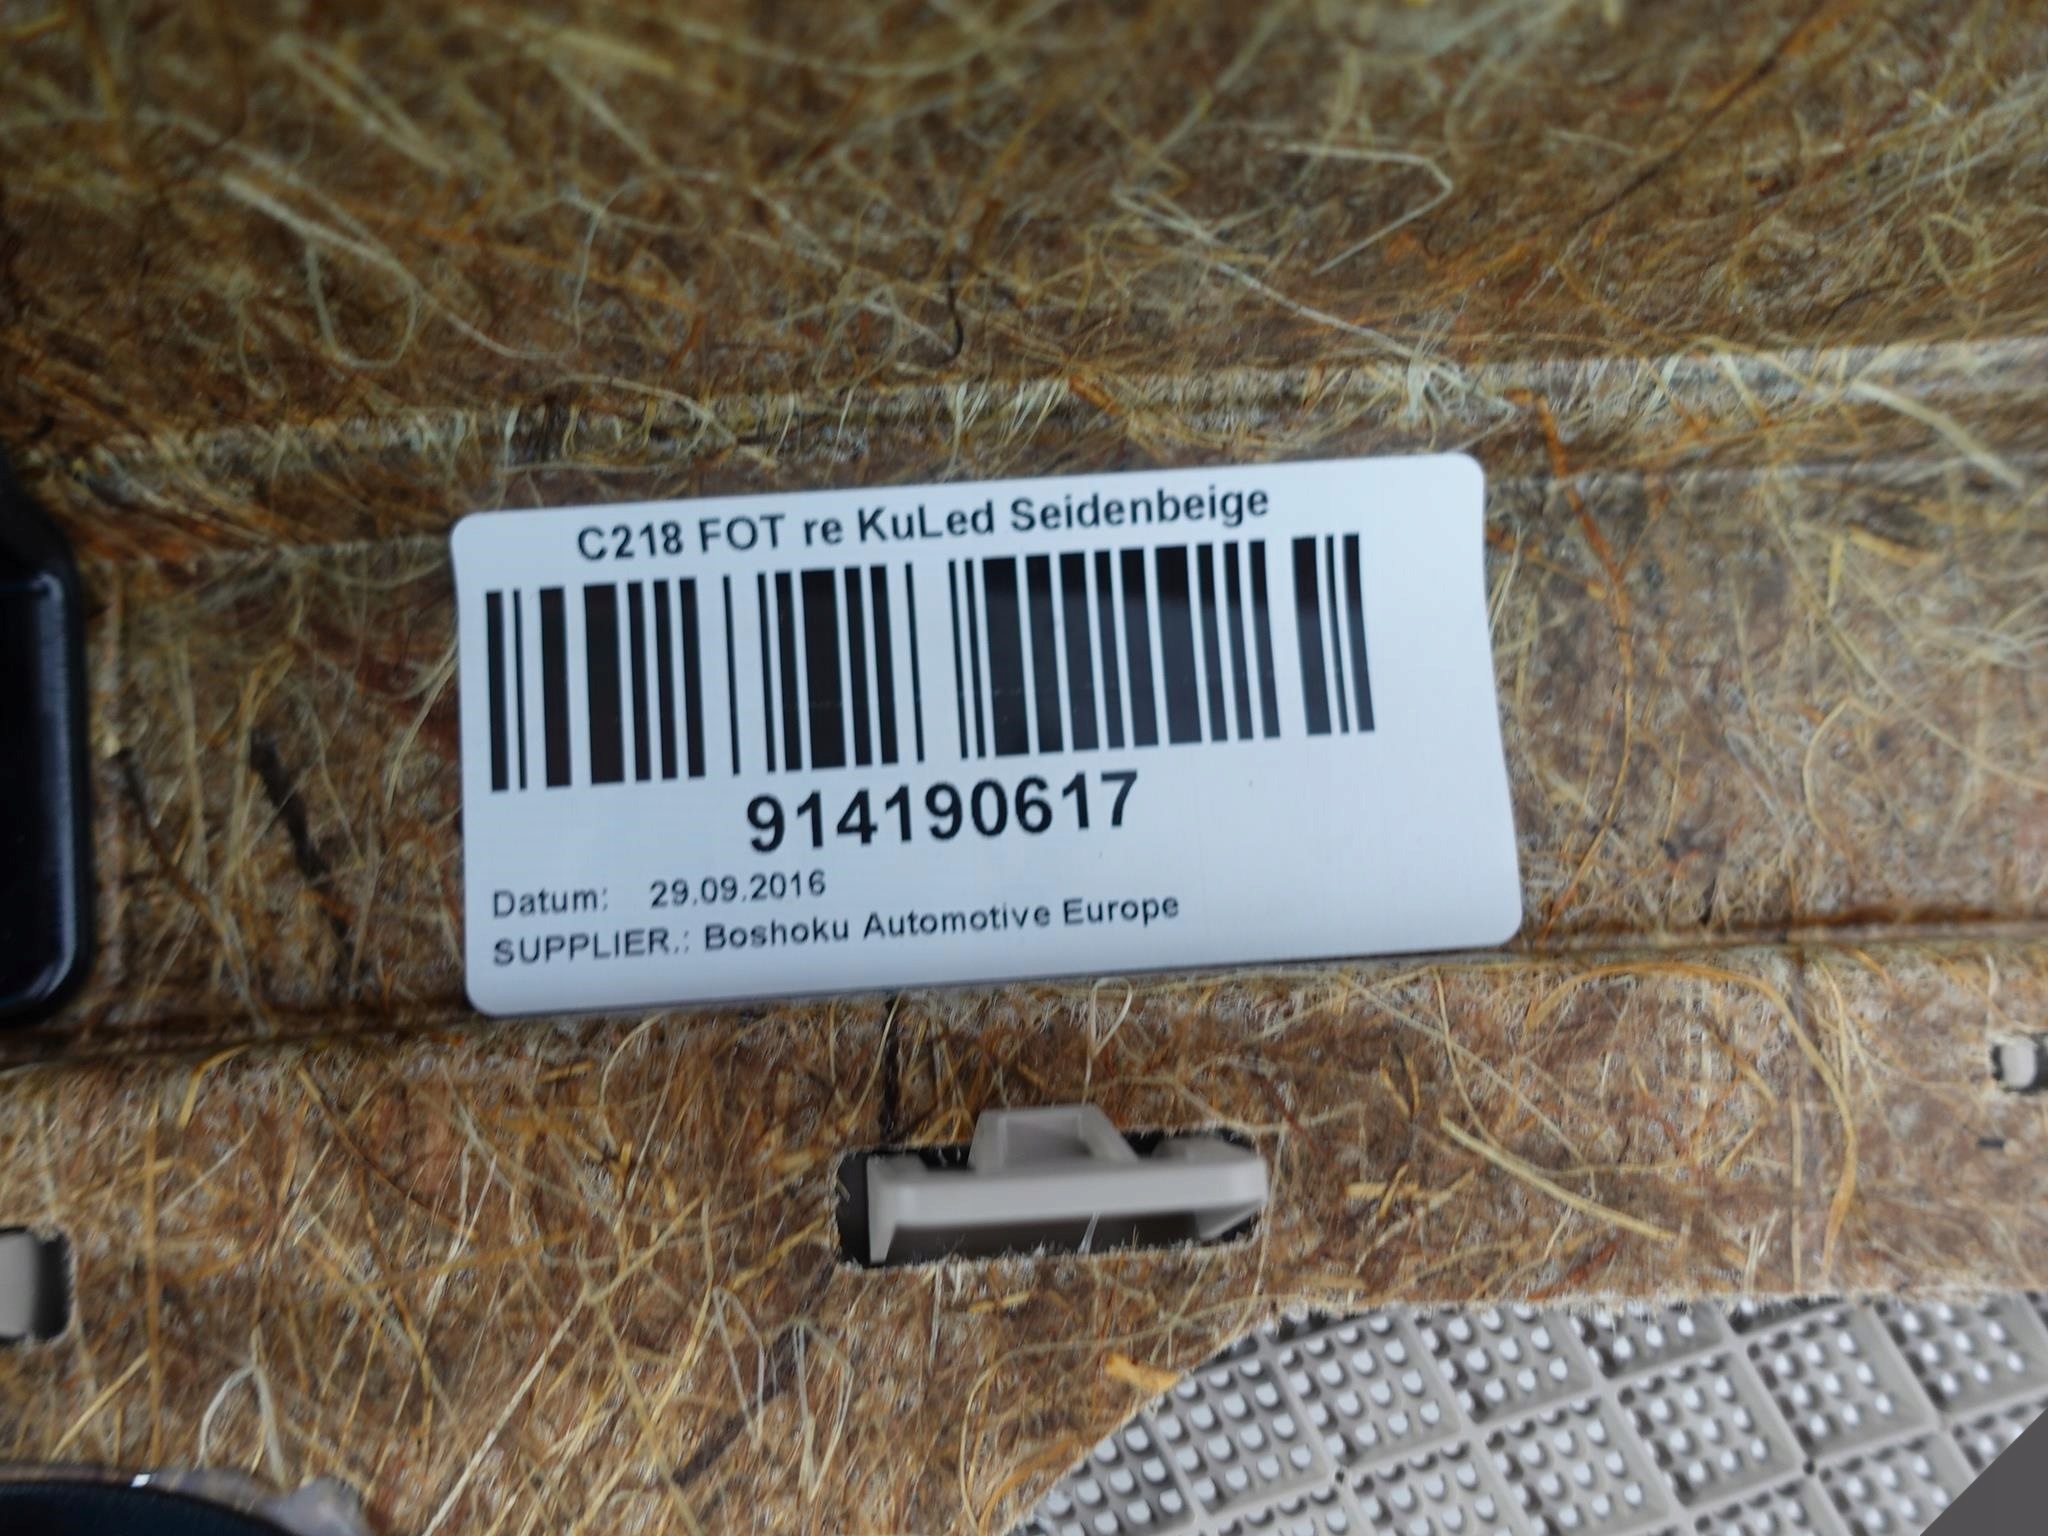 C218 FOT re KuLed Seidenbeige
914190617
Datum: 29.09.2016
SUPPLIER.: Boshoku Automotive Europe